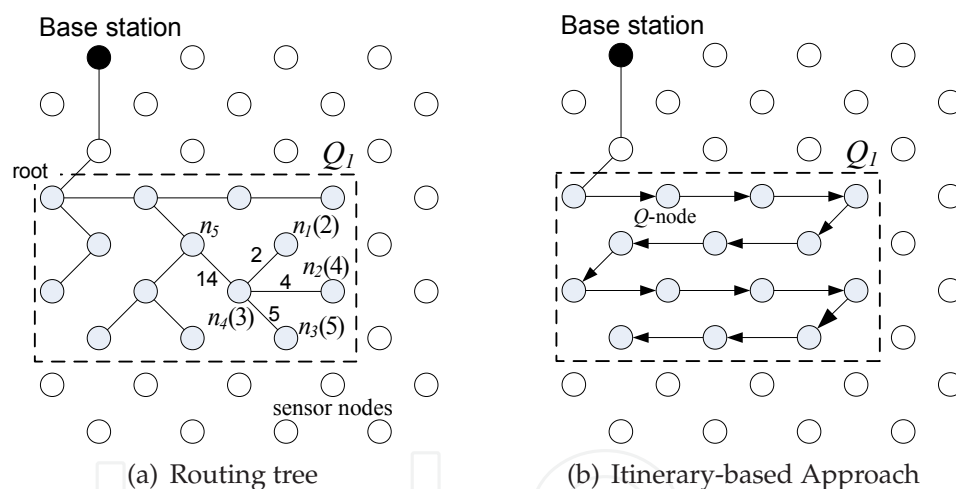 Base station
Q1
root
n5
n1(2)
2
n2(4)
14
4
5
n4(3)
n3(5)
sensor nodes
(a) Routing tree
Base station
Q1
Q-node
(b) Itinerary-based Approach